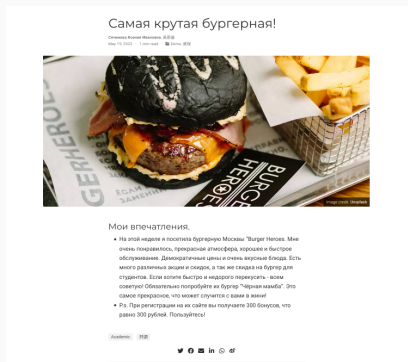 Самая крутая бургерная!
May 15, 2023 1 min read
BURGER
HEROES
image credit: Unsplash
Мои впечатления.
На этой неделе я посетила бургерную Москвы "Burger Heroes. Мне
очень понравилось, прекрасная атмосфера, хорошее и быстрое
обслуживание. Демократичные цены и очень вкусные блюда. Есть
много различных акции и скидок, а так же скидка на бургер для
студентов. Если хотите быстро и недорого перекусить - всем
советую! Обязательно попробуйте их бургер "Чёрная мамба". Это
самое прекрасное, что может случится с вами в жизни!
P.s. При регистрации на их сайте вы получаете 300 бонусов, что
равно 300 рублей. Пользуйтесь!
Academic